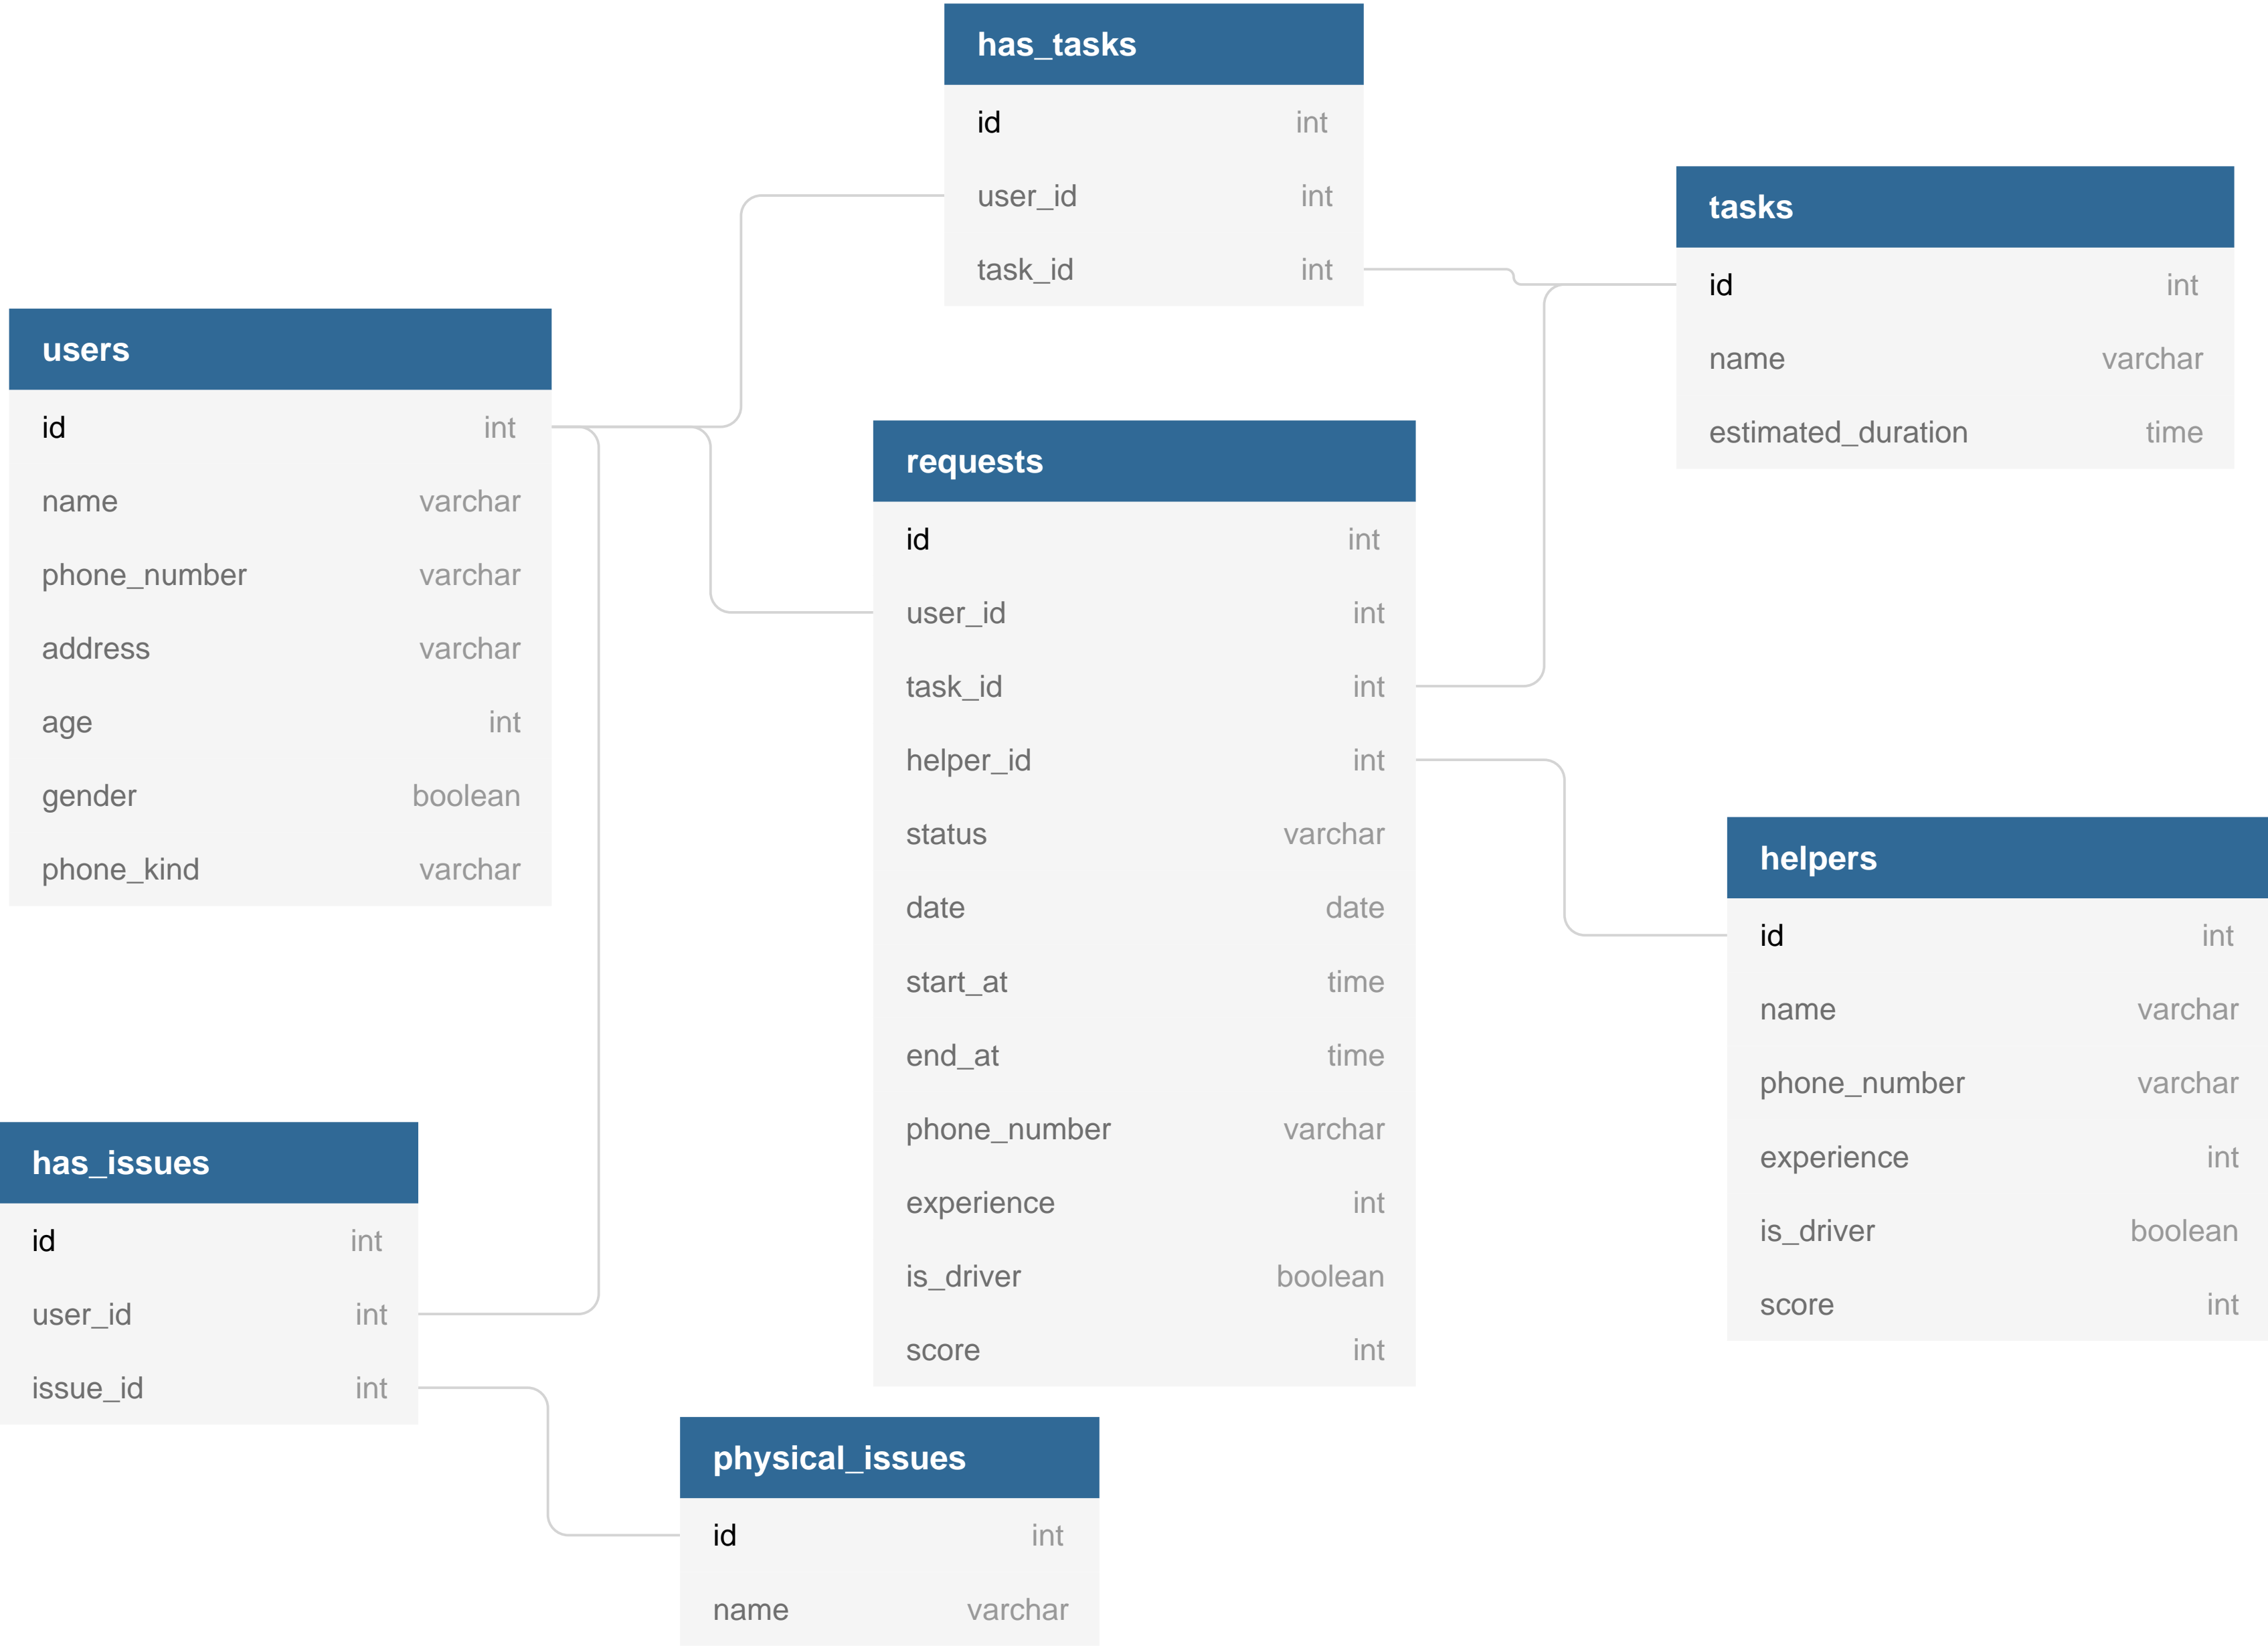 has_tasks
id int
user_id int
task_id int
tasks
id int
name varchar
estimated_duration time
users
id int
name varchar
phone_number varchar
address varchar
age int
gender boolean
phone_kind varchar
requests
id int
user_id int
task_id int
helper_id int
status varchar
date date
start_at time
end_at time
phone_number varchar
experience int
is_driver boolean
score int
helpers
id int
name varchar
phone_number varchar
experience int
is_driver boolean
score int
has_issues
id int
user_id int
issue_id int
physical_issues
id int
name varchar